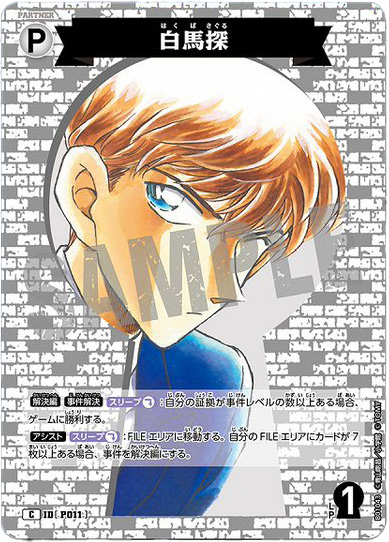 PARTNER
P
はくばさぐる
白馬探
SAMPLE
解決編 事件解決 スリープ :自分の証拠が事件レベルの数以上ある場合、
ゲームに勝利する。
アシスト スリープ :FILEエリアに移動する。自分のFILEエリアにカードが7
枚以上ある場合、事件を解決編にする。
C ID[P011]
LP 1